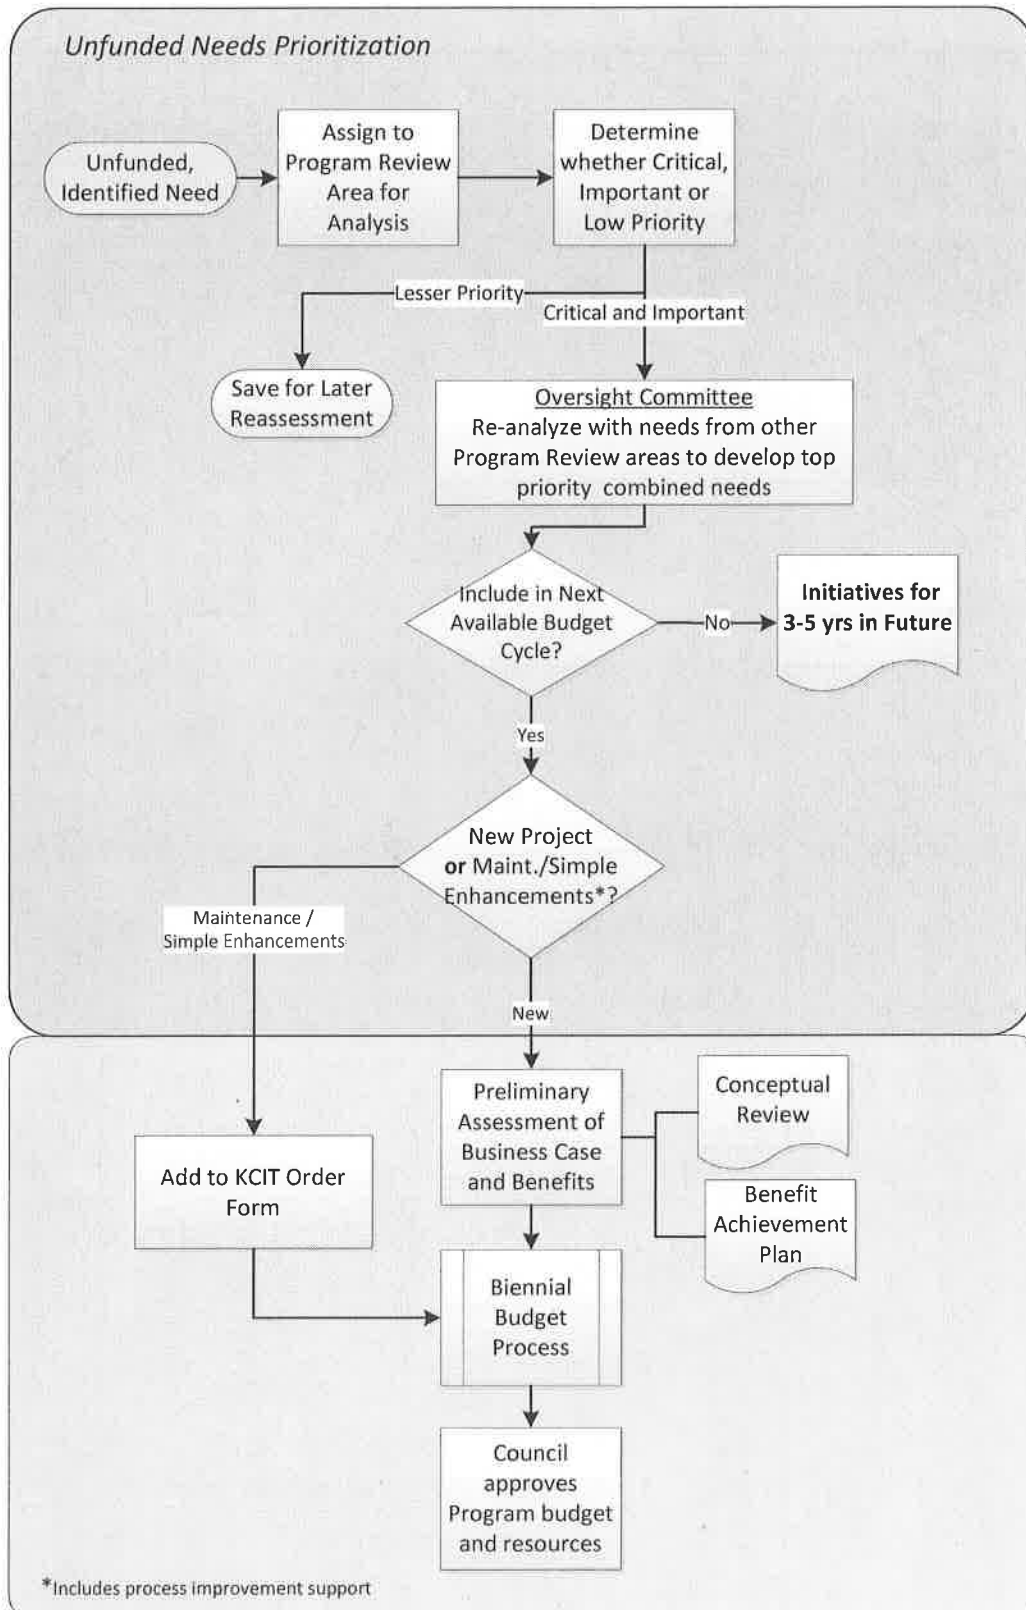 Unfunded Needs Prioritization
Unfunded,
Identified Need
Assign to
Program Review
Area for
Analysis
Determine
whether Critical,
Important or
Low Priority
Lesser Priority
Critical and Important
Save for Later
Reassessment
Oversight Committee
Re-analyze with needs from other
Program Review areas to develop top
priority combined needs
Include in Next
Available Budget
Cycle?
No
Initiatives for
3-5 yrs in Future
Yes
New Project
or Maint./Simple
Enhancements*?
Maintenance /
Simple Enhancements
New
Preliminary
Assessment of
Business Case
and Benefits
Conceptual
Review
Benefit
Achievement
Plan
Add to KCIT Order
Form
Biennial
Budget
Process
Council
approves
Program budget
and resources
*Includes process improvement support